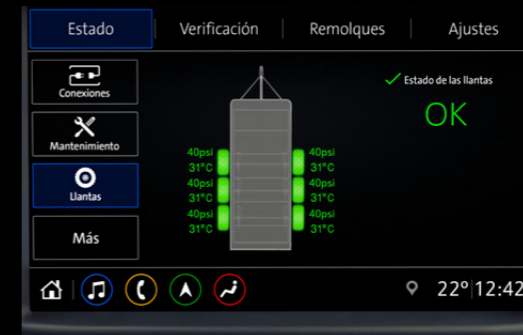 Estado
Verificación
Remolques
Ajustes
Conexiones
Mantenimiento
Llantas
Más
40psi
31°C
40psi
31°C
40psi
31°C
40psi
31°C
40psi
31°C
40psi
31°C
Estado de las llantas
OK
22° 12:42